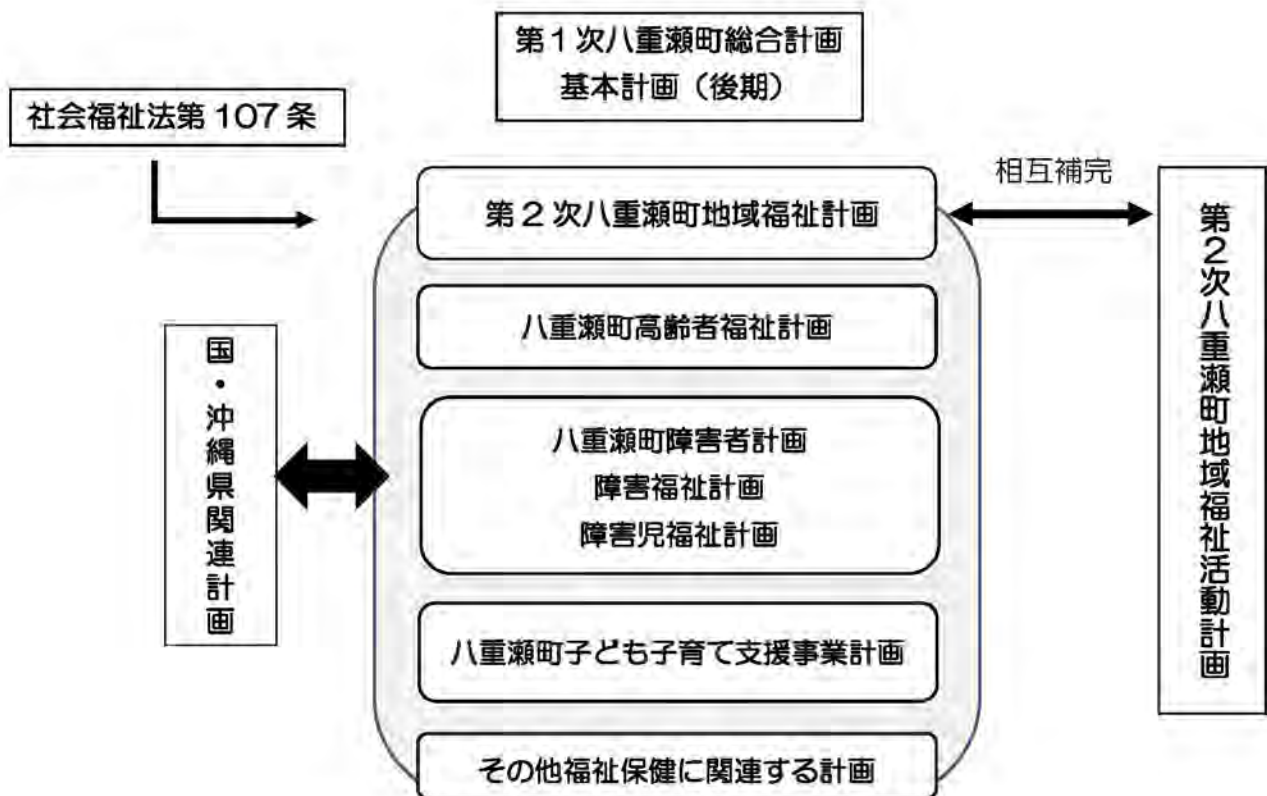 第1次八重瀬町総合計画
基本計画（後期）
社会福祉法第107条
相互補完
第2次八重瀬町地域福祉計画
八重瀬町高齢者福祉計画
八重瀬町障害者計画
障害福祉計画
障害児福祉計画
八重瀬町子ども子育て支援事業計画
その他福祉保健に関連する計画
国・沖縄県関連計画
第2次八重瀬町地域福祉活動計画